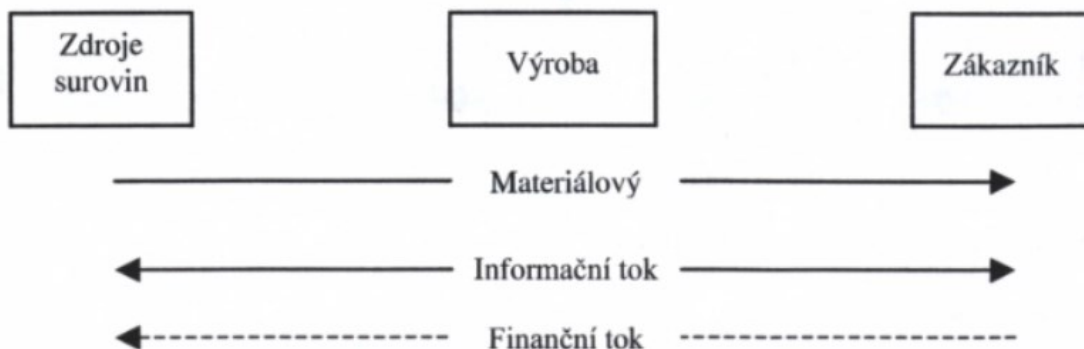 Zdroje
surovin
Výroba
Zákazník
Materiálový
Informační tok
Finanční tok